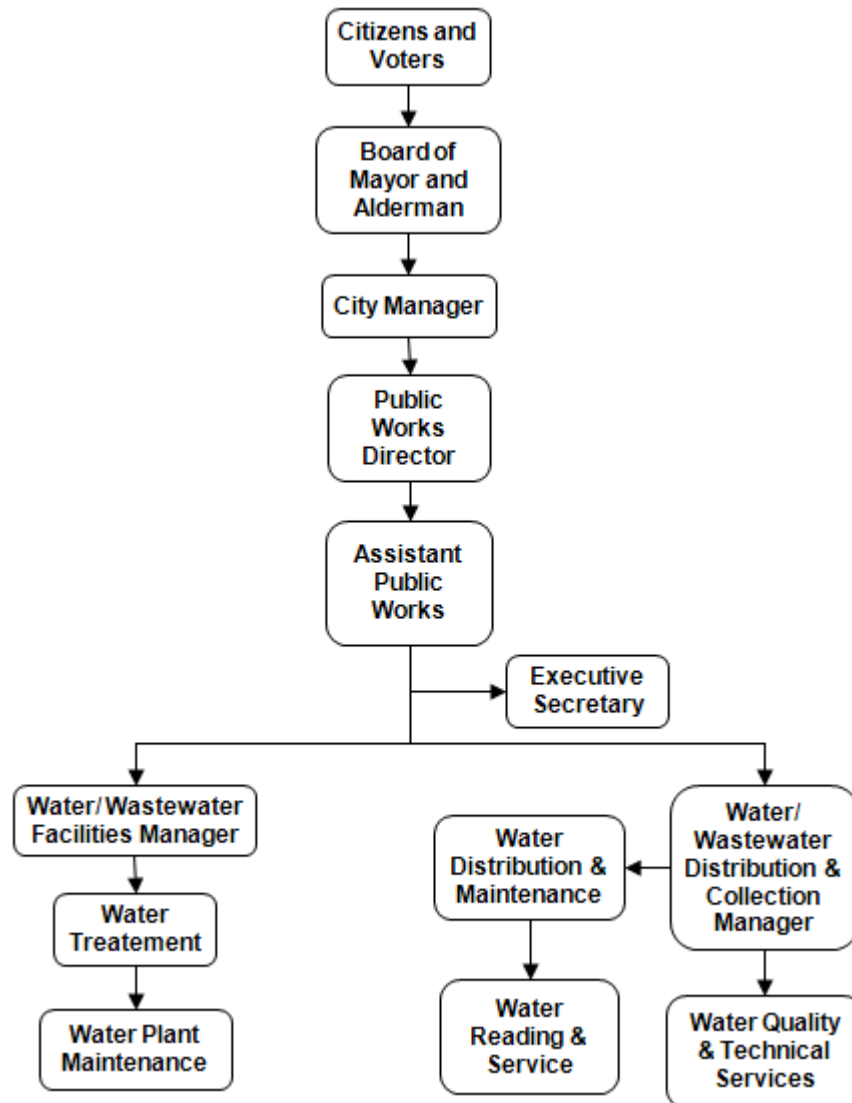 Citizens and
Voters
Board of
Mayor and
Alderman
City Manager
Public
Works
Director
Assistant
Public
Works
Executive
Secretary
Water/ Wastewater
Facilities Manager
Water
Treatement
Water Plant
Maintenance
Water
Distribution &
Maintenance
Water
Reading &
Service
Water/
Wastewater
Distribution &
Collection
Manager
Water Quality
& Technical
Services